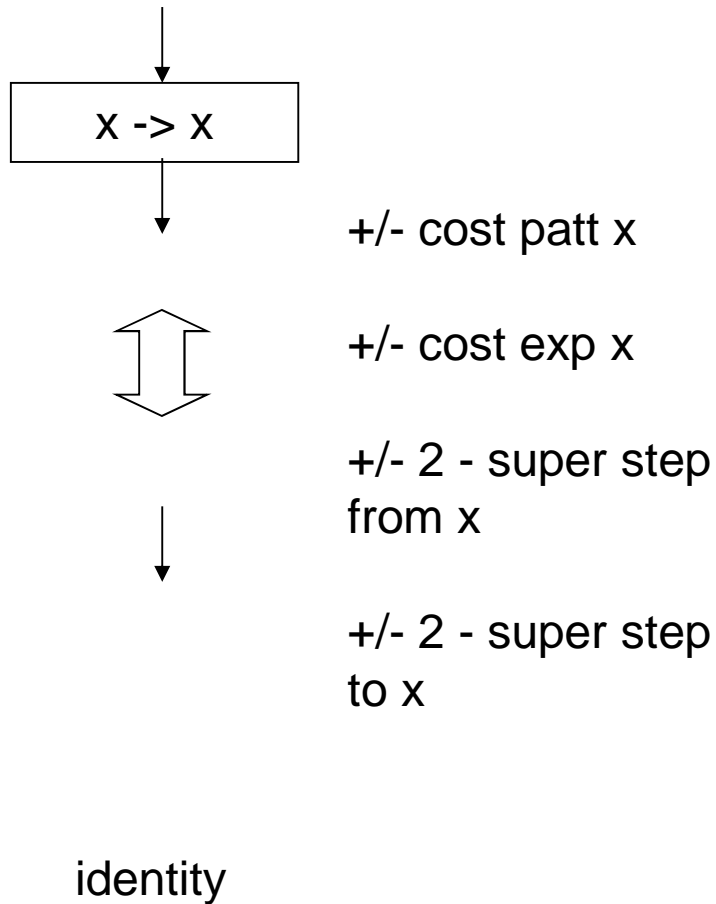 x -> x
+/- cost patt x
+/- cost exp x
+/- 2 - super step
from x
+/- 2 - super step
to x
identity